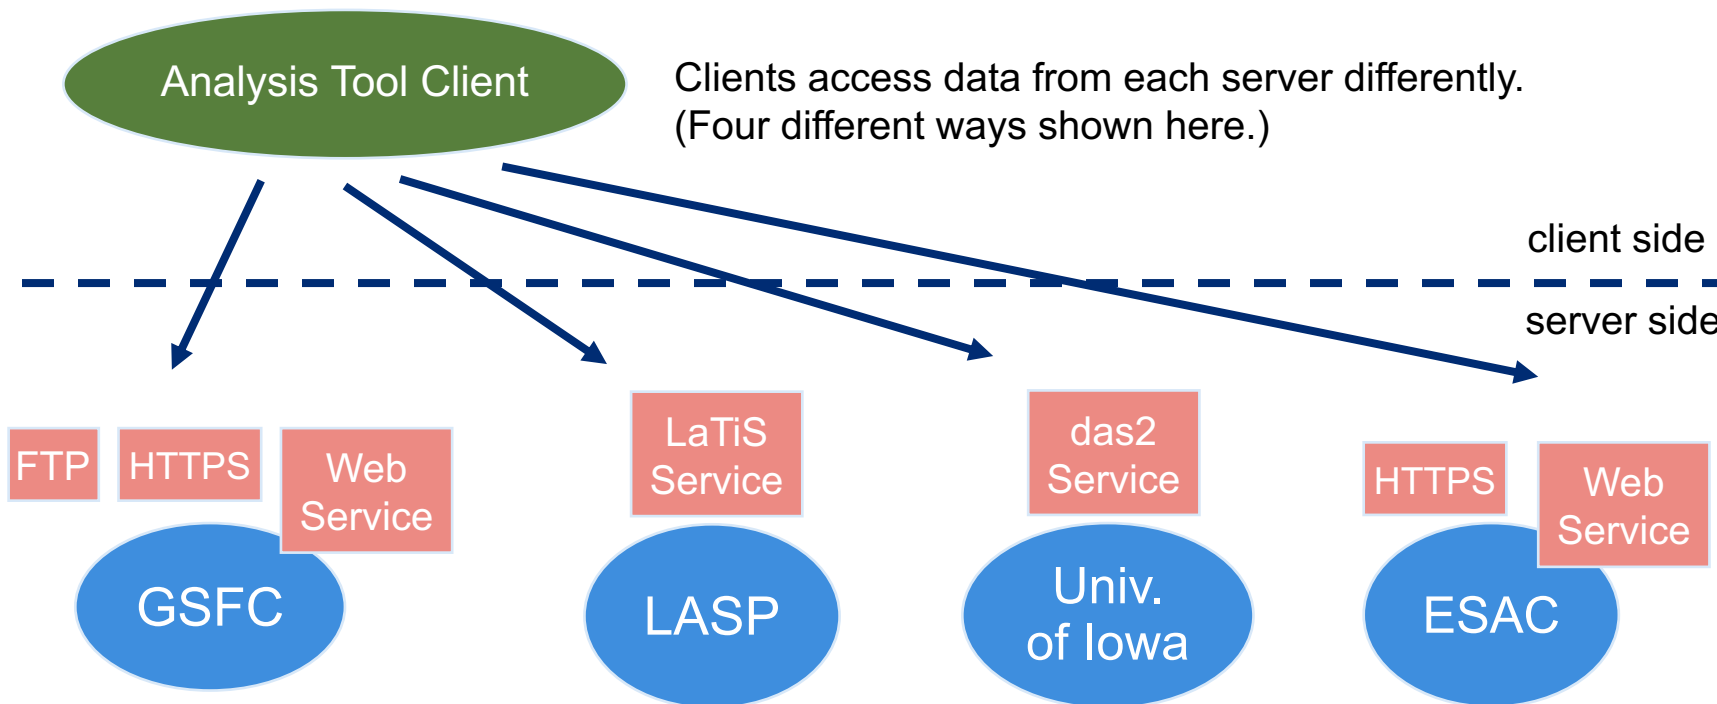 Analysis Tool Client
Clients access data from each server differently.
(Four different ways shown here.)
client side
server side
FTP
HTTPS
Web
Service
GSFC
LaTiS
Service
LASP
das2
Service
Univ.
of Iowa
HTTPS
Web
Service
ESAC